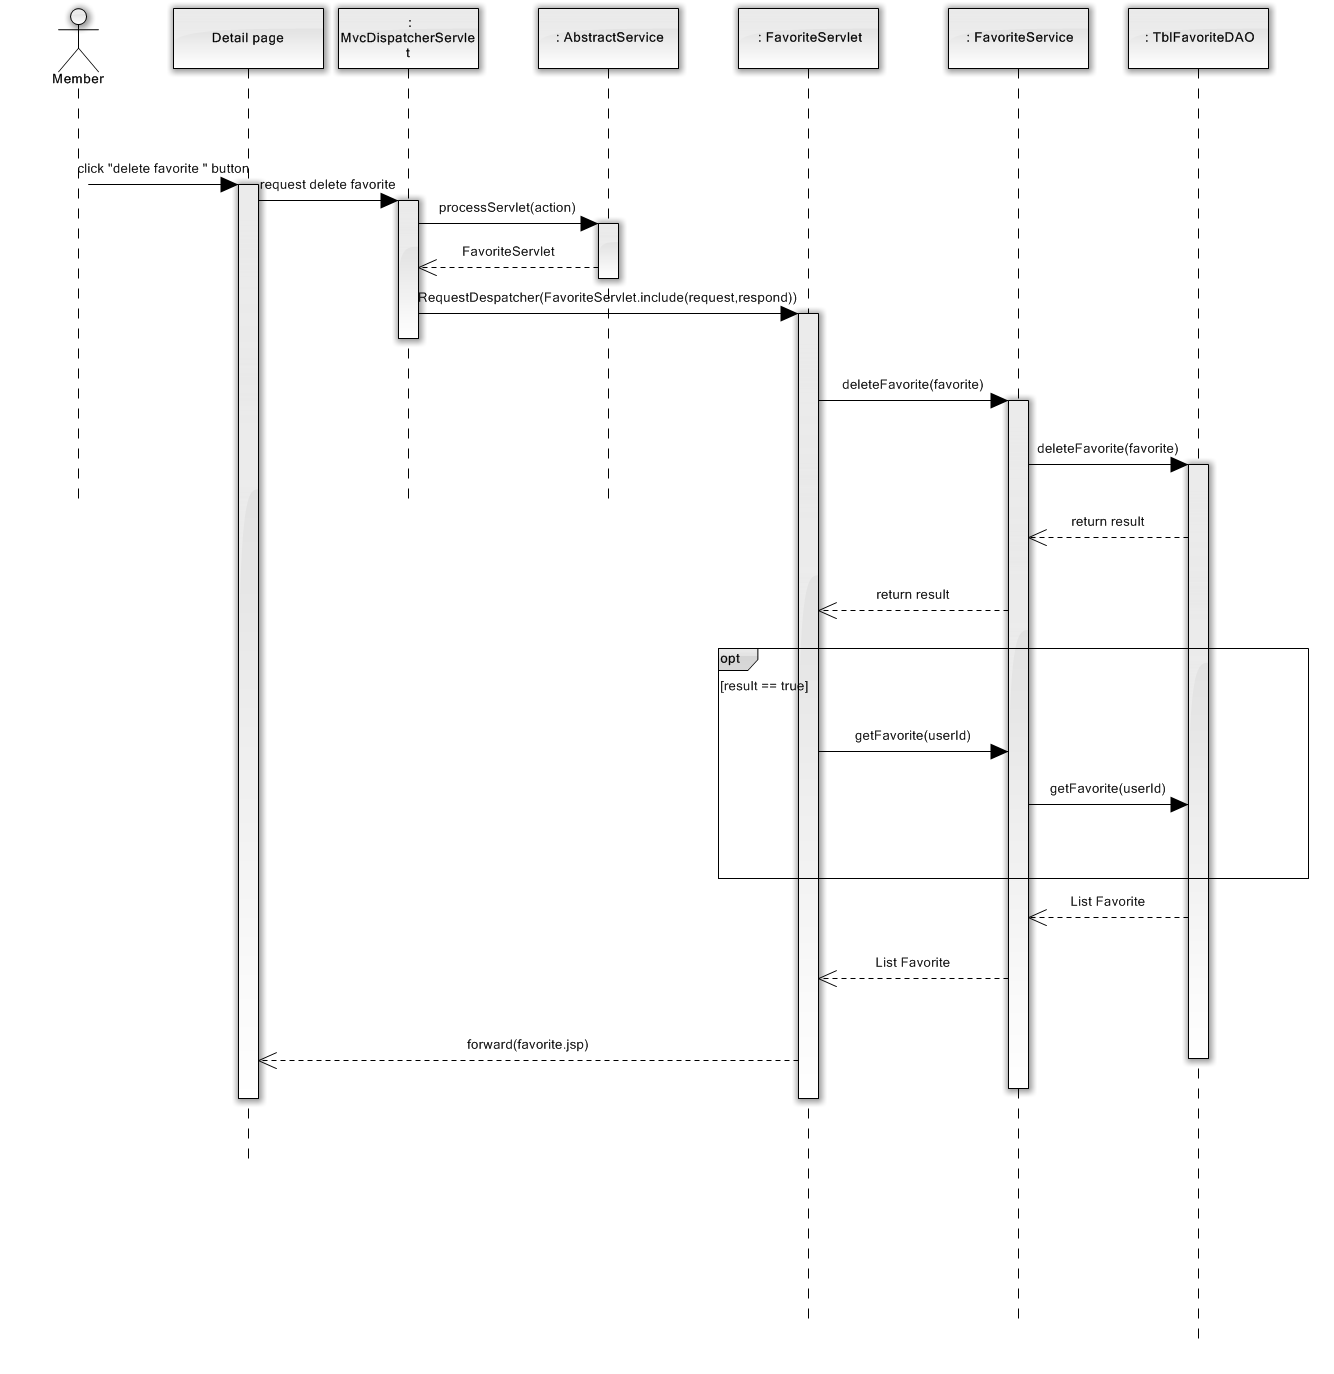 Member
Detail page
:
MvcDispatcherServle
t
: AbstractService
: FavoriteServlet
: FavoriteService
: TblFavoriteDAO
click "delete favorite " button
request delete favorite
processServlet(action)
FavoriteServlet
RequestDespatcher(FavoriteServlet.include(request,respond))
deleteFavorite(favorite)
deleteFavorite(favorite)
return result
return result
opt
[result == true]
getFavorite(userId)
getFavorite(userId)
List Favorite
List Favorite
forward(favorite.jsp)